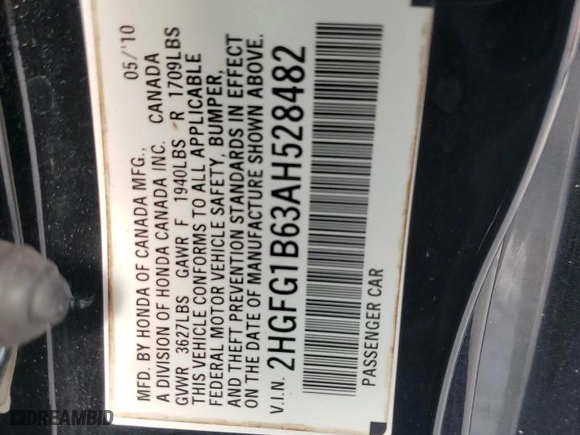 MFD. BY HONDA OF CANADA MFG., 05/'10
A DIVISION OF HONDA CANADA INC. CANADA
GVWR 3627LBS GAWR F 1940LBS R 1709LBS
THIS VEHICLE CONFORMS TO ALL APPLICABLE
FEDERAL MOTOR VEHICLE SAFETY, BUMPER,
AND THEFT PREVENTION STANDARDS IN EFFECT
ON THE DATE OF MANUFACTURE SHOWN ABOVE.
V.I.N. 2HGFG1B63AH528482
PASSENGER CAR
DREAMBID